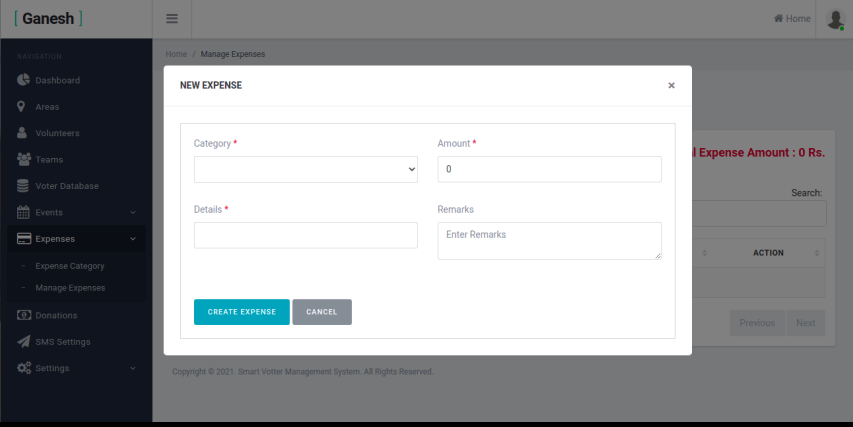 [ Ganesh ]
Home
NAVIGATION
Dashboard
Areas
Volunteers
Teams
Voter Database
Events
Expenses
- Expense Category
- Manage Expenses
Donations
SMS Settings
Settings
Home / Manage Expenses
NEW EXPENSE ×
Category * Amount *
0
Details * Remarks
Enter Remarks
CREATE EXPENSE CANCEL
Expense Amount : 0 Rs.
Search:
ACTION
Previous Next
Copyright © 2021. Smart Votter Management System. All Rights Reserved.